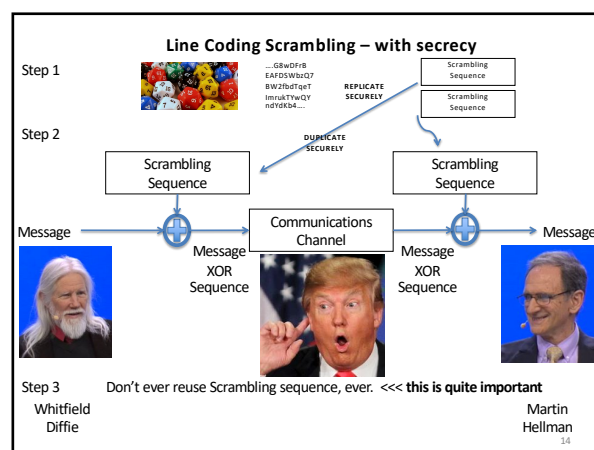 Line Coding Scrambling – with secrecy
Step 1
....G8wDFrB
EAFDSWbzQ7
BW2fbdTqeT
ImrukTYwQY
ndYdKb4....
REPLICATE
SECURELY
Scrambling
Sequence
Scrambling
Sequence
Step 2
DUPLICATE
SECURELY
Scrambling
Sequence
Scrambling
Sequence
Message
Communications
Channel
Message
Message
XOR
Sequence
Message
XOR
Sequence
Step 3 Don't ever reuse Scrambling sequence, ever. <<< this is quite important
Whitfield
Diffie
Martin
Hellman
14